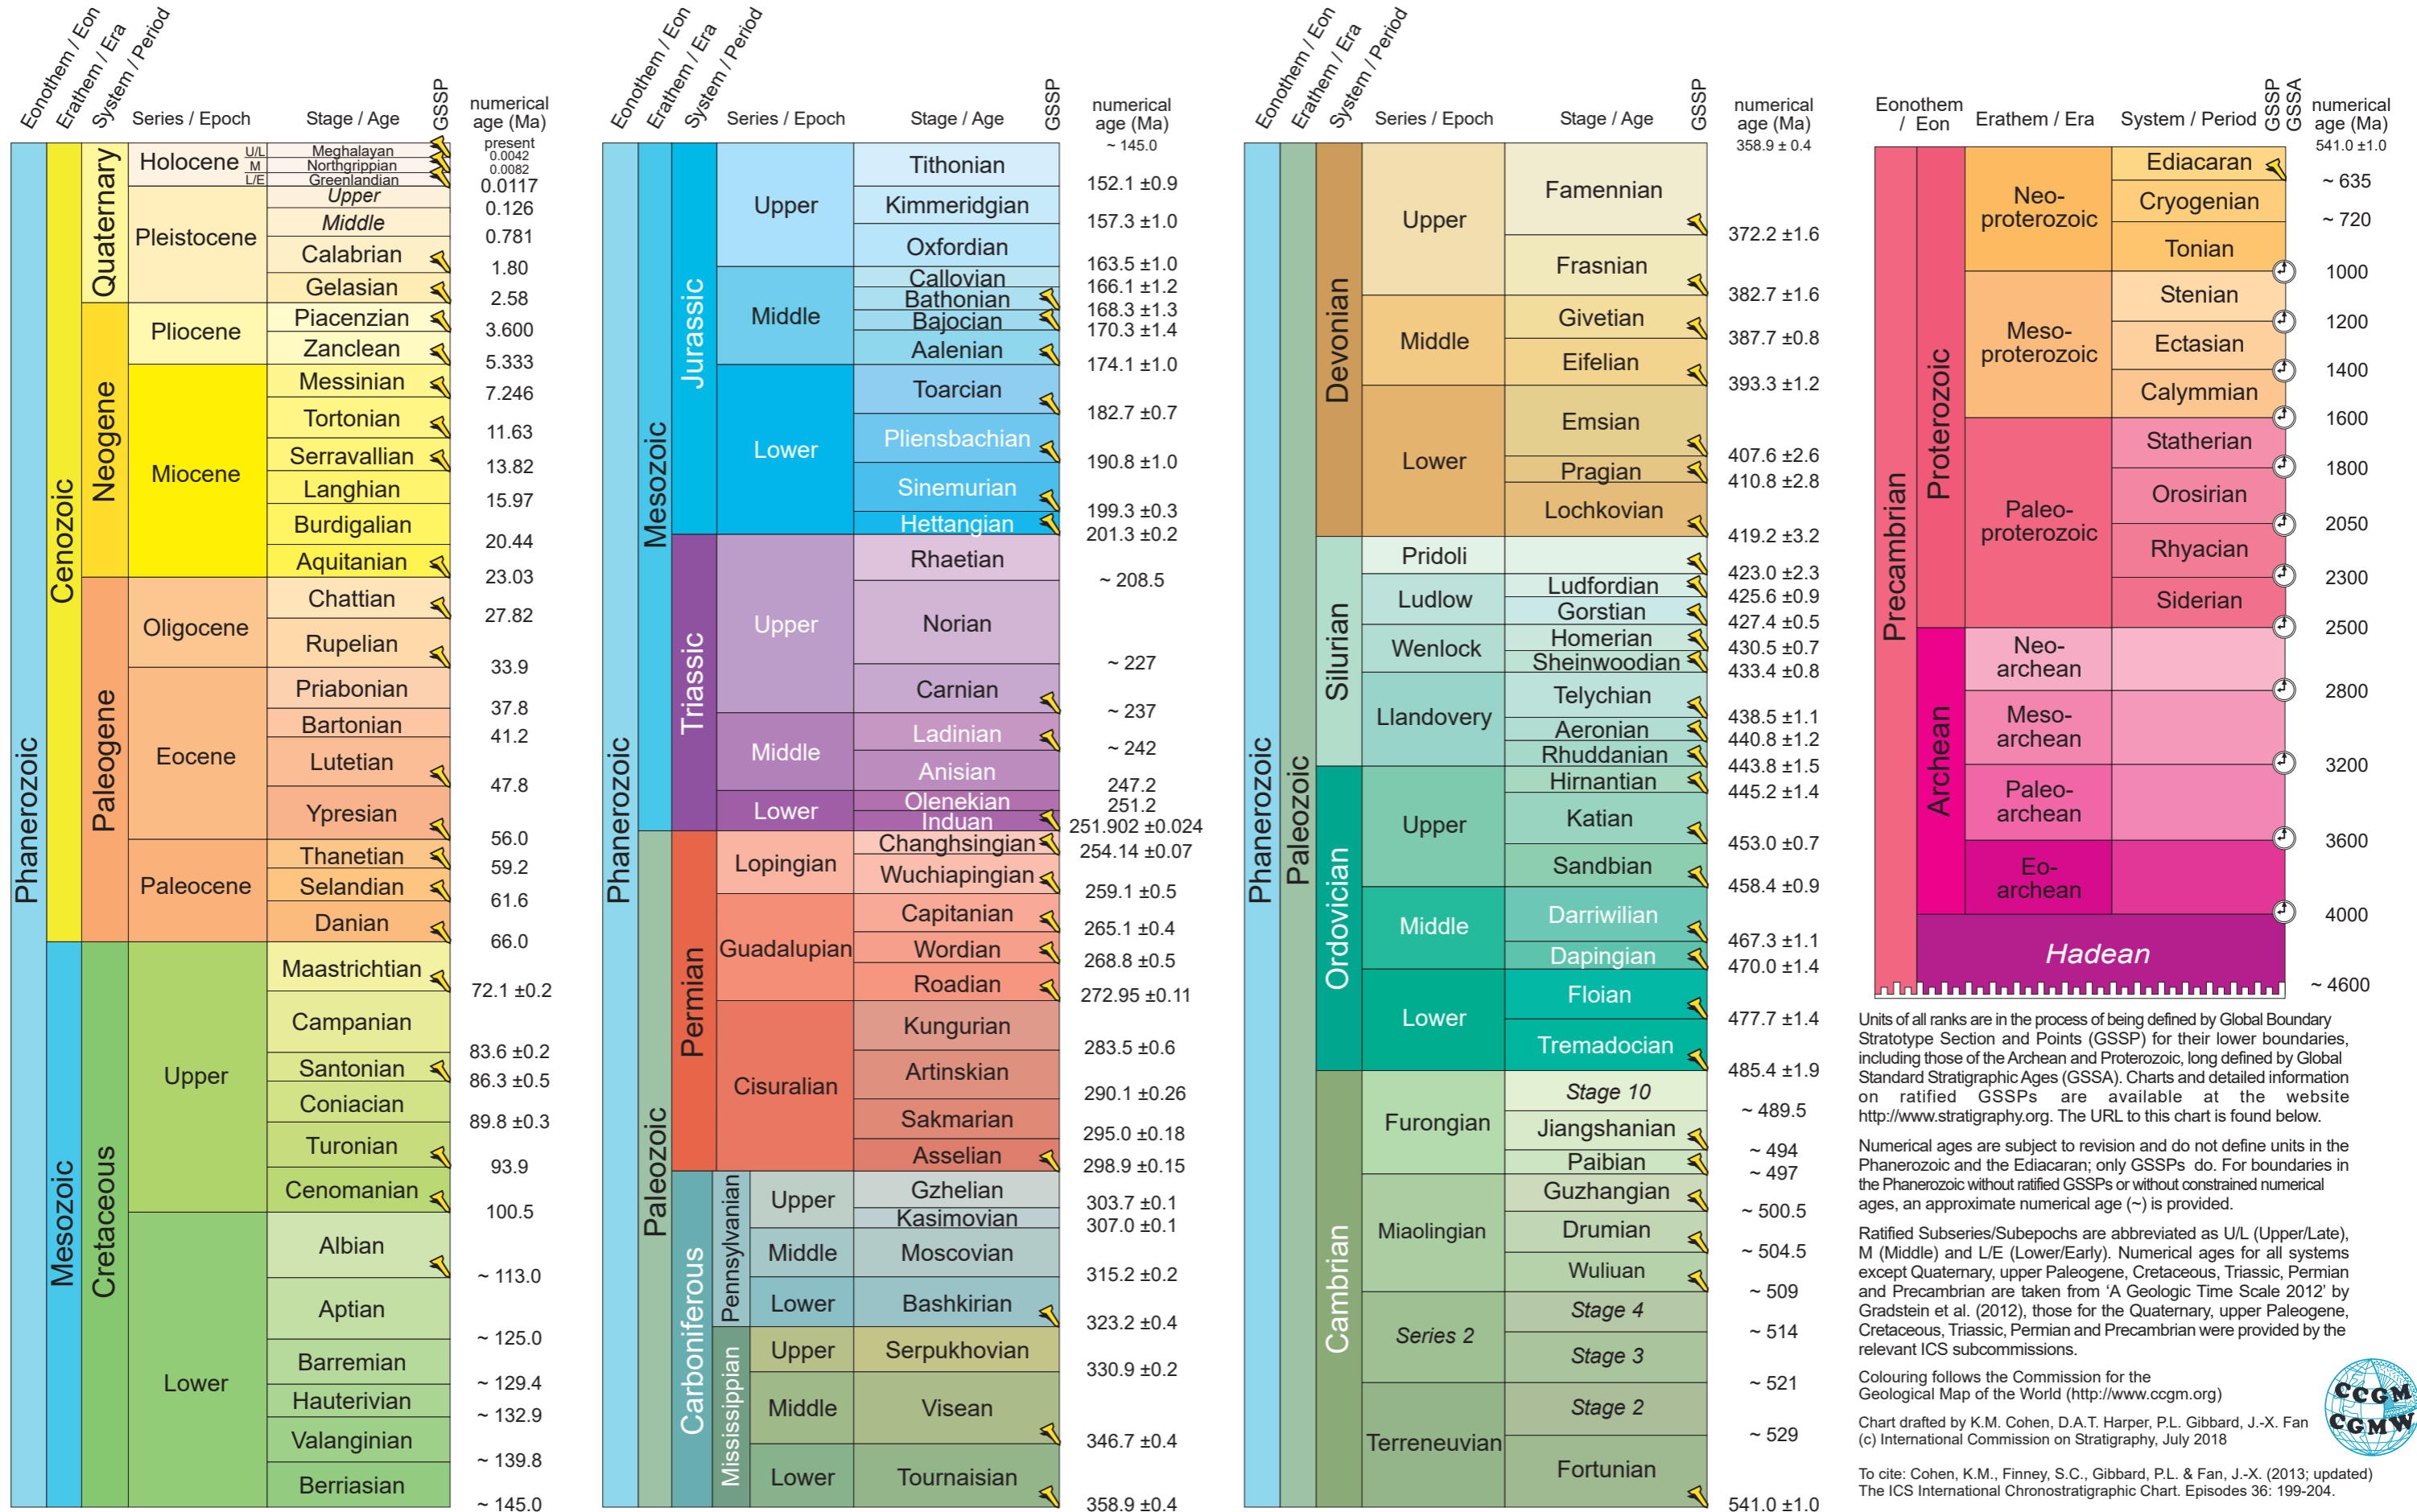 Eonothem / Eon
Erathem / Era
System / Period
Series / Epoch
Stage / Age
GSSP
numerical
age (Ma)
present
Phanerozoic
Cenozoic
Quaternary
Holocene
U/L
Meghalayan
0.0042
M
Northgrippian
0.0082
L/E
Greenlandian
0.0117
Pleistocene
Upper
0.126
Middle
0.781
Calabrian
1.80
Gelasian
2.58
Neogene
Pliocene
Piacenzian
3.600
Zanclean
5.333
Miocene
Messinian
7.246
Tortonian
11.63
Serravallian
13.82
Langhian
15.97
Burdigalian
20.44
Aquitanian
23.03
Paleogene
Oligocene
Chattian
27.82
Rupelian
33.9
Eocene
Priabonian
37.8
Bartonian
41.2
Lutetian
47.8
Ypresian
56.0
Paleocene
Thanetian
59.2
Selandian
61.6
Danian
66.0
Mesozoic
Cretaceous
Upper
Maastrichtian
72.1 ±0.2
Campanian
83.6 ±0.2
Santonian
86.3 ±0.5
Coniacian
89.8 ±0.3
Turonian
93.9
Cenomanian
100.5
Lower
Albian
~ 113.0
Aptian
~ 125.0
Barremian
~ 129.4
Hauterivian
~ 132.9
Valanginian
~ 139.8
Berriasian
~ 145.0
Eonothem / Eon
Erathem / Era
System / Period
Series / Epoch
Stage / Age
GSSP
numerical
age (Ma)
~ 145.0
Phanerozoic
Mesozoic
Jurassic
Upper
Tithonian
152.1 ±0.9
Kimmeridgian
157.3 ±1.0
Oxfordian
163.5 ±1.0
Middle
Callovian
166.1 ±1.2
Bathonian
168.3 ±1.3
Bajocian
170.3 ±1.4
Aalenian
174.1 ±1.0
Lower
Toarcian
182.7 ±0.7
Pliensbachian
190.8 ±1.0
Sinemurian
199.3 ±0.3
Hettangian
201.3 ±0.2
Triassic
Upper
Rhaetian
~ 208.5
Norian
~ 227
Carnian
~ 237
Middle
Ladinian
~ 242
Anisian
247.2
Lower
Olenekian
251.2
Induan
251.902 ±0.024
Paleozoic
Permian
Lopingian
Changhsingian
254.14 ±0.07
Wuchiapingian
259.1 ±0.5
Guadalupian
Capitanian
265.1 ±0.4
Wordian
268.8 ±0.5
Roadian
272.95 ±0.11
Cisuralian
Kungurian
283.5 ±0.6
Artinskian
290.1 ±0.26
Sakmarian
295.0 ±0.18
Asselian
298.9 ±0.15
Carboniferous
Pennsylvanian
Upper
Gzhelian
303.7 ±0.1
Kasimovian
307.0 ±0.1
Middle
Moscovian
315.2 ±0.2
Lower
Bashkirian
323.2 ±0.4
Mississippian
Upper
Serpukhovian
330.9 ±0.2
Middle
Visean
346.7 ±0.4
Lower
Tournaisian
358.9 ±0.4
Eonothem / Eon
Erathem / Era
System / Period
Series / Epoch
Stage / Age
GSSP
numerical
age (Ma)
358.9 ± 0.4
Phanerozoic
Paleozoic
Devonian
Upper
Famennian
372.2 ±1.6
Frasnian
382.7 ±1.6
Middle
Givetian
387.7 ±0.8
Eifelian
393.3 ±1.2
Lower
Emsian
407.6 ±2.6
Pragian
410.8 ±2.8
Lochkovian
419.2 ±3.2
Silurian
Pridoli
423.0 ±2.3
Ludlow
Ludfordian
425.6 ±0.9
Gorstian
427.4 ±0.5
Wenlock
Homerian
430.5 ±0.7
Sheinwoodian
433.4 ±0.8
Llandovery
Telychian
438.5 ±1.1
Aeronian
440.8 ±1.2
Rhuddanian
443.8 ±1.5
Ordovician
Upper
Hirnantian
445.2 ±1.4
Katian
453.0 ±0.7
Sandbian
458.4 ±0.9
Middle
Darriwilian
467.3 ±1.1
Dapingian
470.0 ±1.4
Lower
Floian
477.7 ±1.4
Tremadocian
485.4 ±1.9
Cambrian
Furongian
Stage 10
~ 489.5
Jiangshanian
~ 494
Paibian
~ 497
Miaolingian
Guzhangian
~ 500.5
Drumian
~ 504.5
Wuliuan
~ 509
Series 2
Stage 4
~ 514
Stage 3
~ 521
Terreneuvian
Stage 2
~ 529
Fortunian
541.0 ±1.0
Eonothem
/ Eon
Erathem / Era
System / Period
GSSP
GSSA
numerical
age (Ma)
541.0 ±1.0
Precambrian
Proterozoic
Neo-
proterozoic
Ediacaran
~ 635
Cryogenian
~ 720
Tonian
1000
Meso-
proterozoic
Stenian
1200
Ectasian
1400
Calymmian
1600
Paleo-
proterozoic
Statherian
1800
Orosirian
2050
Rhyacian
2300
Siderian
2500
Archean
Neo-
archean
2800
Meso-
archean
3200
Paleo-
archean
3600
Eo-
archean
4000
Hadean
~ 4600
Units of all ranks are in the process of being defined by Global Boundary
Stratotype Section and Points (GSSP) for their lower boundaries,
including those of the Archean and Proterozoic, long defined by Global
Standard Stratigraphic Ages (GSSA). Charts and detailed information
on ratified GSSPs are available at the website
http://www.stratigraphy.org. The URL to this chart is found below.
Numerical ages are subject to revision and do not define units in the
Phanerozoic and the Ediacaran; only GSSPs do. For boundaries in
the Phanerozoic without ratified GSSPs or without constrained numerical
ages, an approximate numerical age (~) is provided.
Ratified Subseries/Subepochs are abbreviated as U/L (Upper/Late),
M (Middle) and L/E (Lower/Early). Numerical ages for all systems
except Quaternary, upper Paleogene, Cretaceous, Triassic, Permian
and Precambrian are taken from ‘A Geologic Time Scale 2012’ by
Gradstein et al. (2012), those for the Quaternary, upper Paleogene,
Cretaceous, Triassic, Permian and Precambrian were provided by the
relevant ICS subcommissions.
Colouring follows the Commission for the
Geological Map of the World (http://www.ccgm.org)
Chart drafted by K.M. Cohen, D.A.T. Harper, P.L. Gibbard, J.-X. Fan
(c) International Commission on Stratigraphy, July 2018
To cite: Cohen, K.M., Finney, S.C., Gibbard, P.L. & Fan, J.-X. (2013; updated)
The ICS International Chronostratigraphic Chart. Episodes 36: 199-204.
CCGM
CGMW